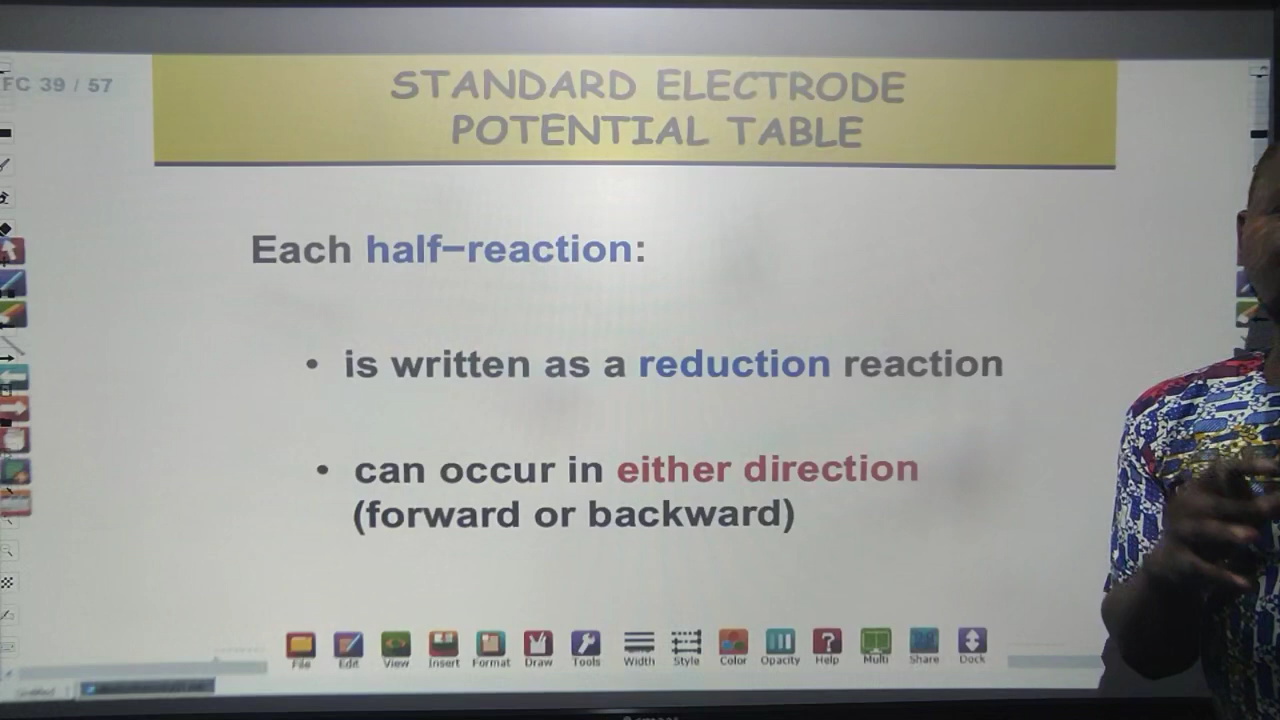 FC 39 / 57
STANDARD ELECTRODE
POTENTIAL TABLE
Each half-reaction:
• is written as a reduction reaction
• can occur in either direction
(forward or backward)
File Edit View Insert Format Draw Tools Width Style Color Opacity Help Multi Share Dock